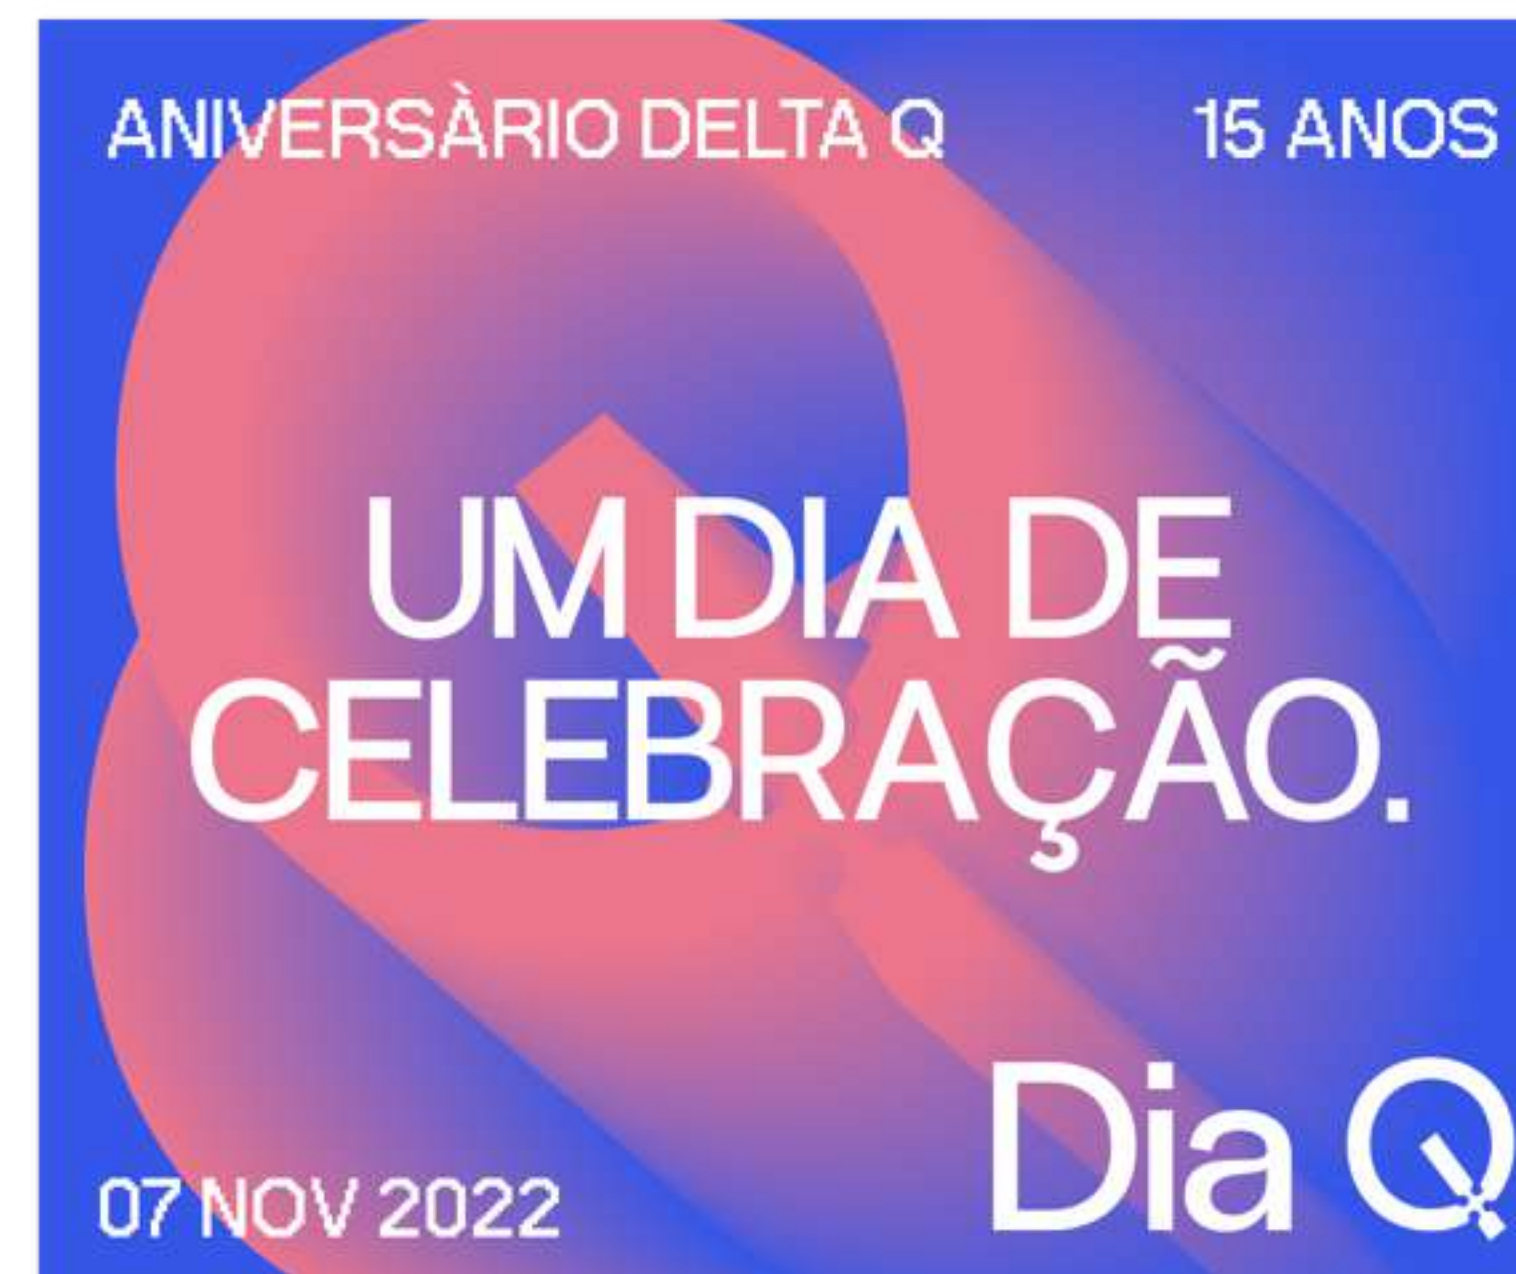 ANIVERSÀRIO DELTA Q
15 ANOS
UM DIA DE
CELEBRAÇÃO.
Dia Q
07 NOV 2022